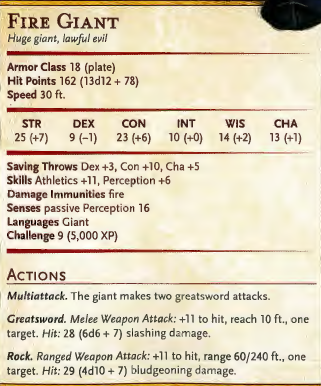 FIRE GIANT
Huge giant, lawful evil
Armor Class 18 (plate)
Hit Points 162 (13d12 + 78)
Speed 30 ft.
STR DEX CON INT WIS CHA
25 (+7) 9 (−1) 23 (+6) 10 (+0) 14 (+2) 13 (+1)
Saving Throws Dex +3, Con +10, Cha +5
Skills Athletics +11, Perception +6
Damage Immunities fire
Senses passive Perception 16
Languages Giant
Challenge 9 (5,000 XP)
ACTIONS
Multiattack. The giant makes two greatsword attacks.
Greatsword. Melee Weapon Attack: +11 to hit, reach 10 ft., one
target. Hit: 28 (6d6 + 7) slashing damage.
Rock. Ranged Weapon Attack: +11 to hit, range 60/240 ft., one
target. Hit: 29 (4d10 + 7) bludgeoning damage.